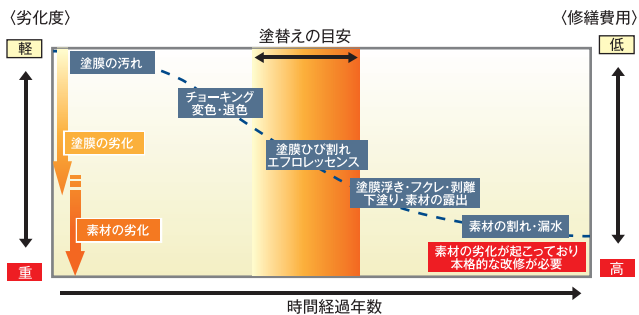 〈劣化度〉
〈修繕費用〉
塗替えの目安
軽
低
塗膜の汚れ
チョーキング
変色・退色
塗膜の劣化
塗膜ひび割れ
エフロレッセンス
塗膜浮き・フクレ・剥離
下塗り・素材の露出
素材の劣化
素材の割れ・漏水
素材の劣化が起こっており
本格的な改修が必要
重
高
時間経過年数